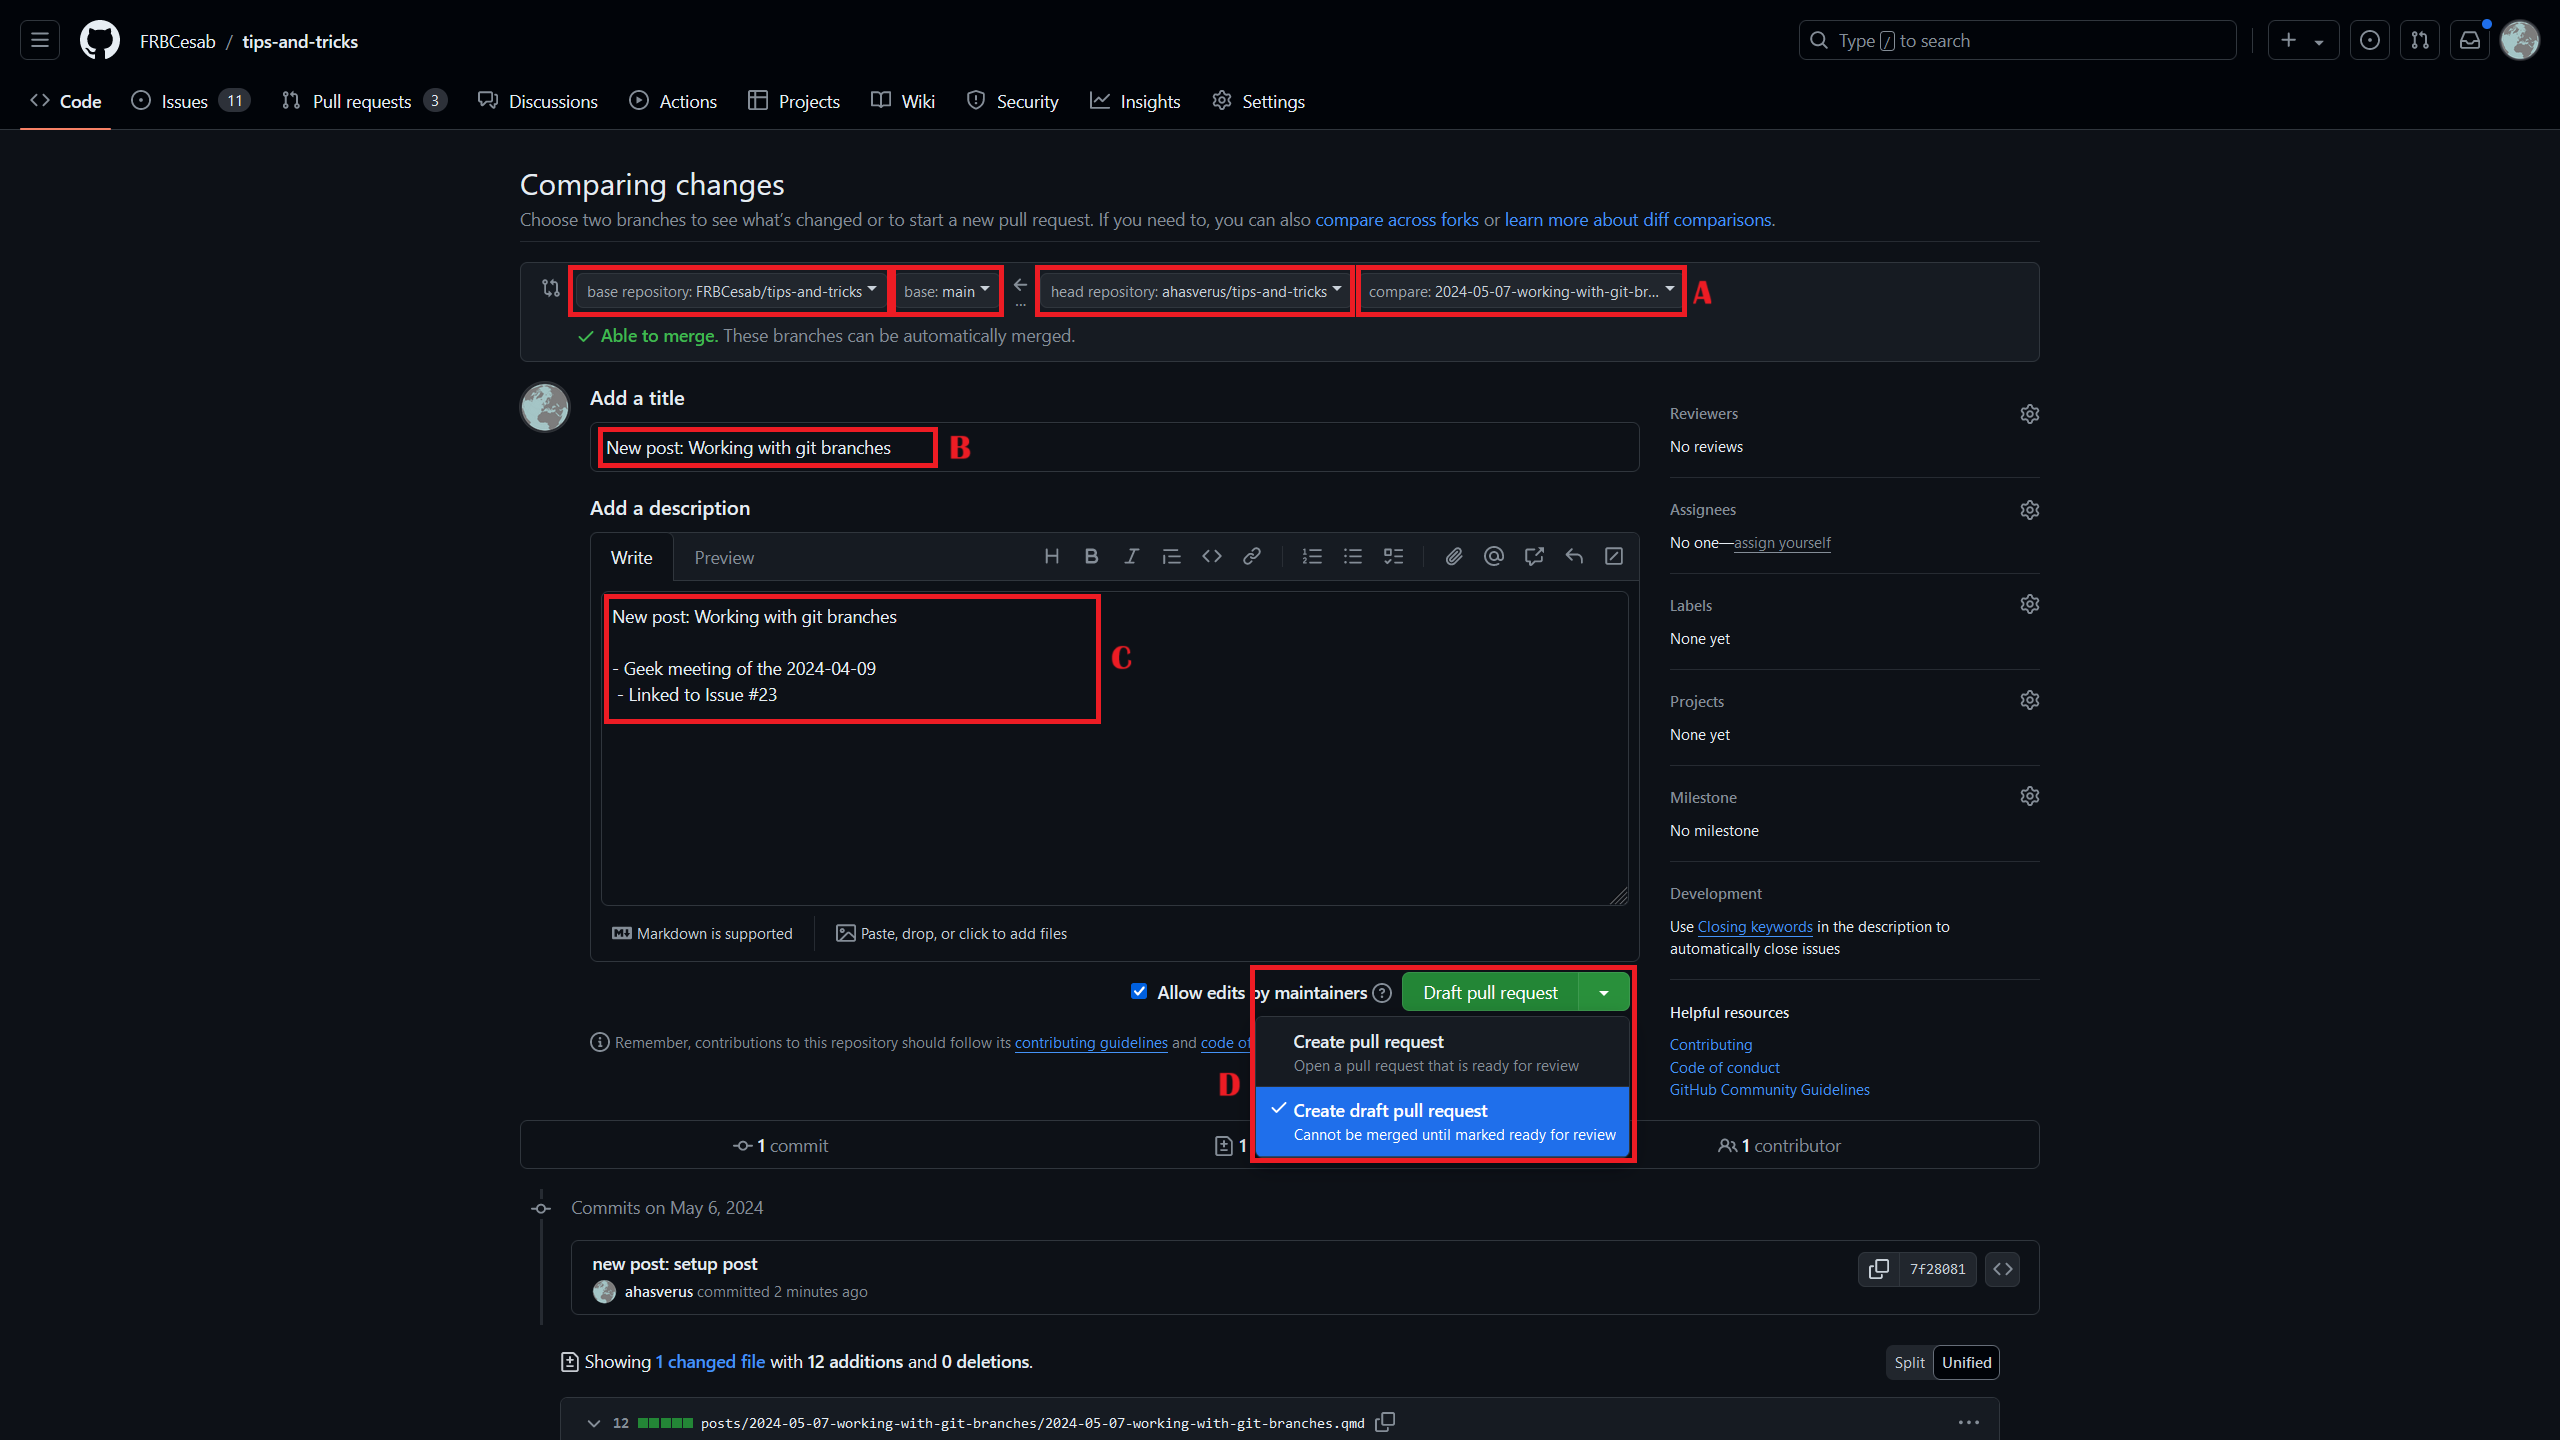 FRBCesab / tips-and-tricks
Type / to search
Code
Issues 11
Pull requests 3
Discussions
Actions
Projects
Wiki
Security
Insights
Settings
Comparing changes
Choose two branches to see what's changed or to start a new pull request. If you need to, you can also compare across forks or learn more about diff comparisons.
base repository: FRBCesab/tips-and-tricks
base: main
...
head repository: ahasverus/tips-and-tricks
compare: 2024-05-07-working-with-git-br...
A
Able to merge. These branches can be automatically merged.
Add a title
New post: Working with git branches
B
Add a description
Write
Preview
New post: Working with git branches
- Geek meeting of the 2024-04-09
- Linked to Issue #23
C
Markdown is supported
Paste, drop, or click to add files
Allow edits by maintainers
Draft pull request
Remember, contributions to this repository should follow its contributing guidelines and code of
Create pull request
Open a pull request that is ready for review
D
Create draft pull request
Cannot be merged until marked ready for review
Reviewers
No reviews
Assignees
No one—assign yourself
Labels
None yet
Projects
None yet
Milestone
No milestone
Development
Use Closing keywords in the description to
automatically close issues
Helpful resources
Contributing
Code of conduct
GitHub Community Guidelines
1 commit
1
1 contributor
Commits on May 6, 2024
new post: setup post
ahasverus committed 2 minutes ago
7f28081
Showing 1 changed file with 12 additions and 0 deletions.
Split
Unified
12 posts/2024-05-07-working-with-git-branches/2024-05-07-working-with-git-branches.qmd